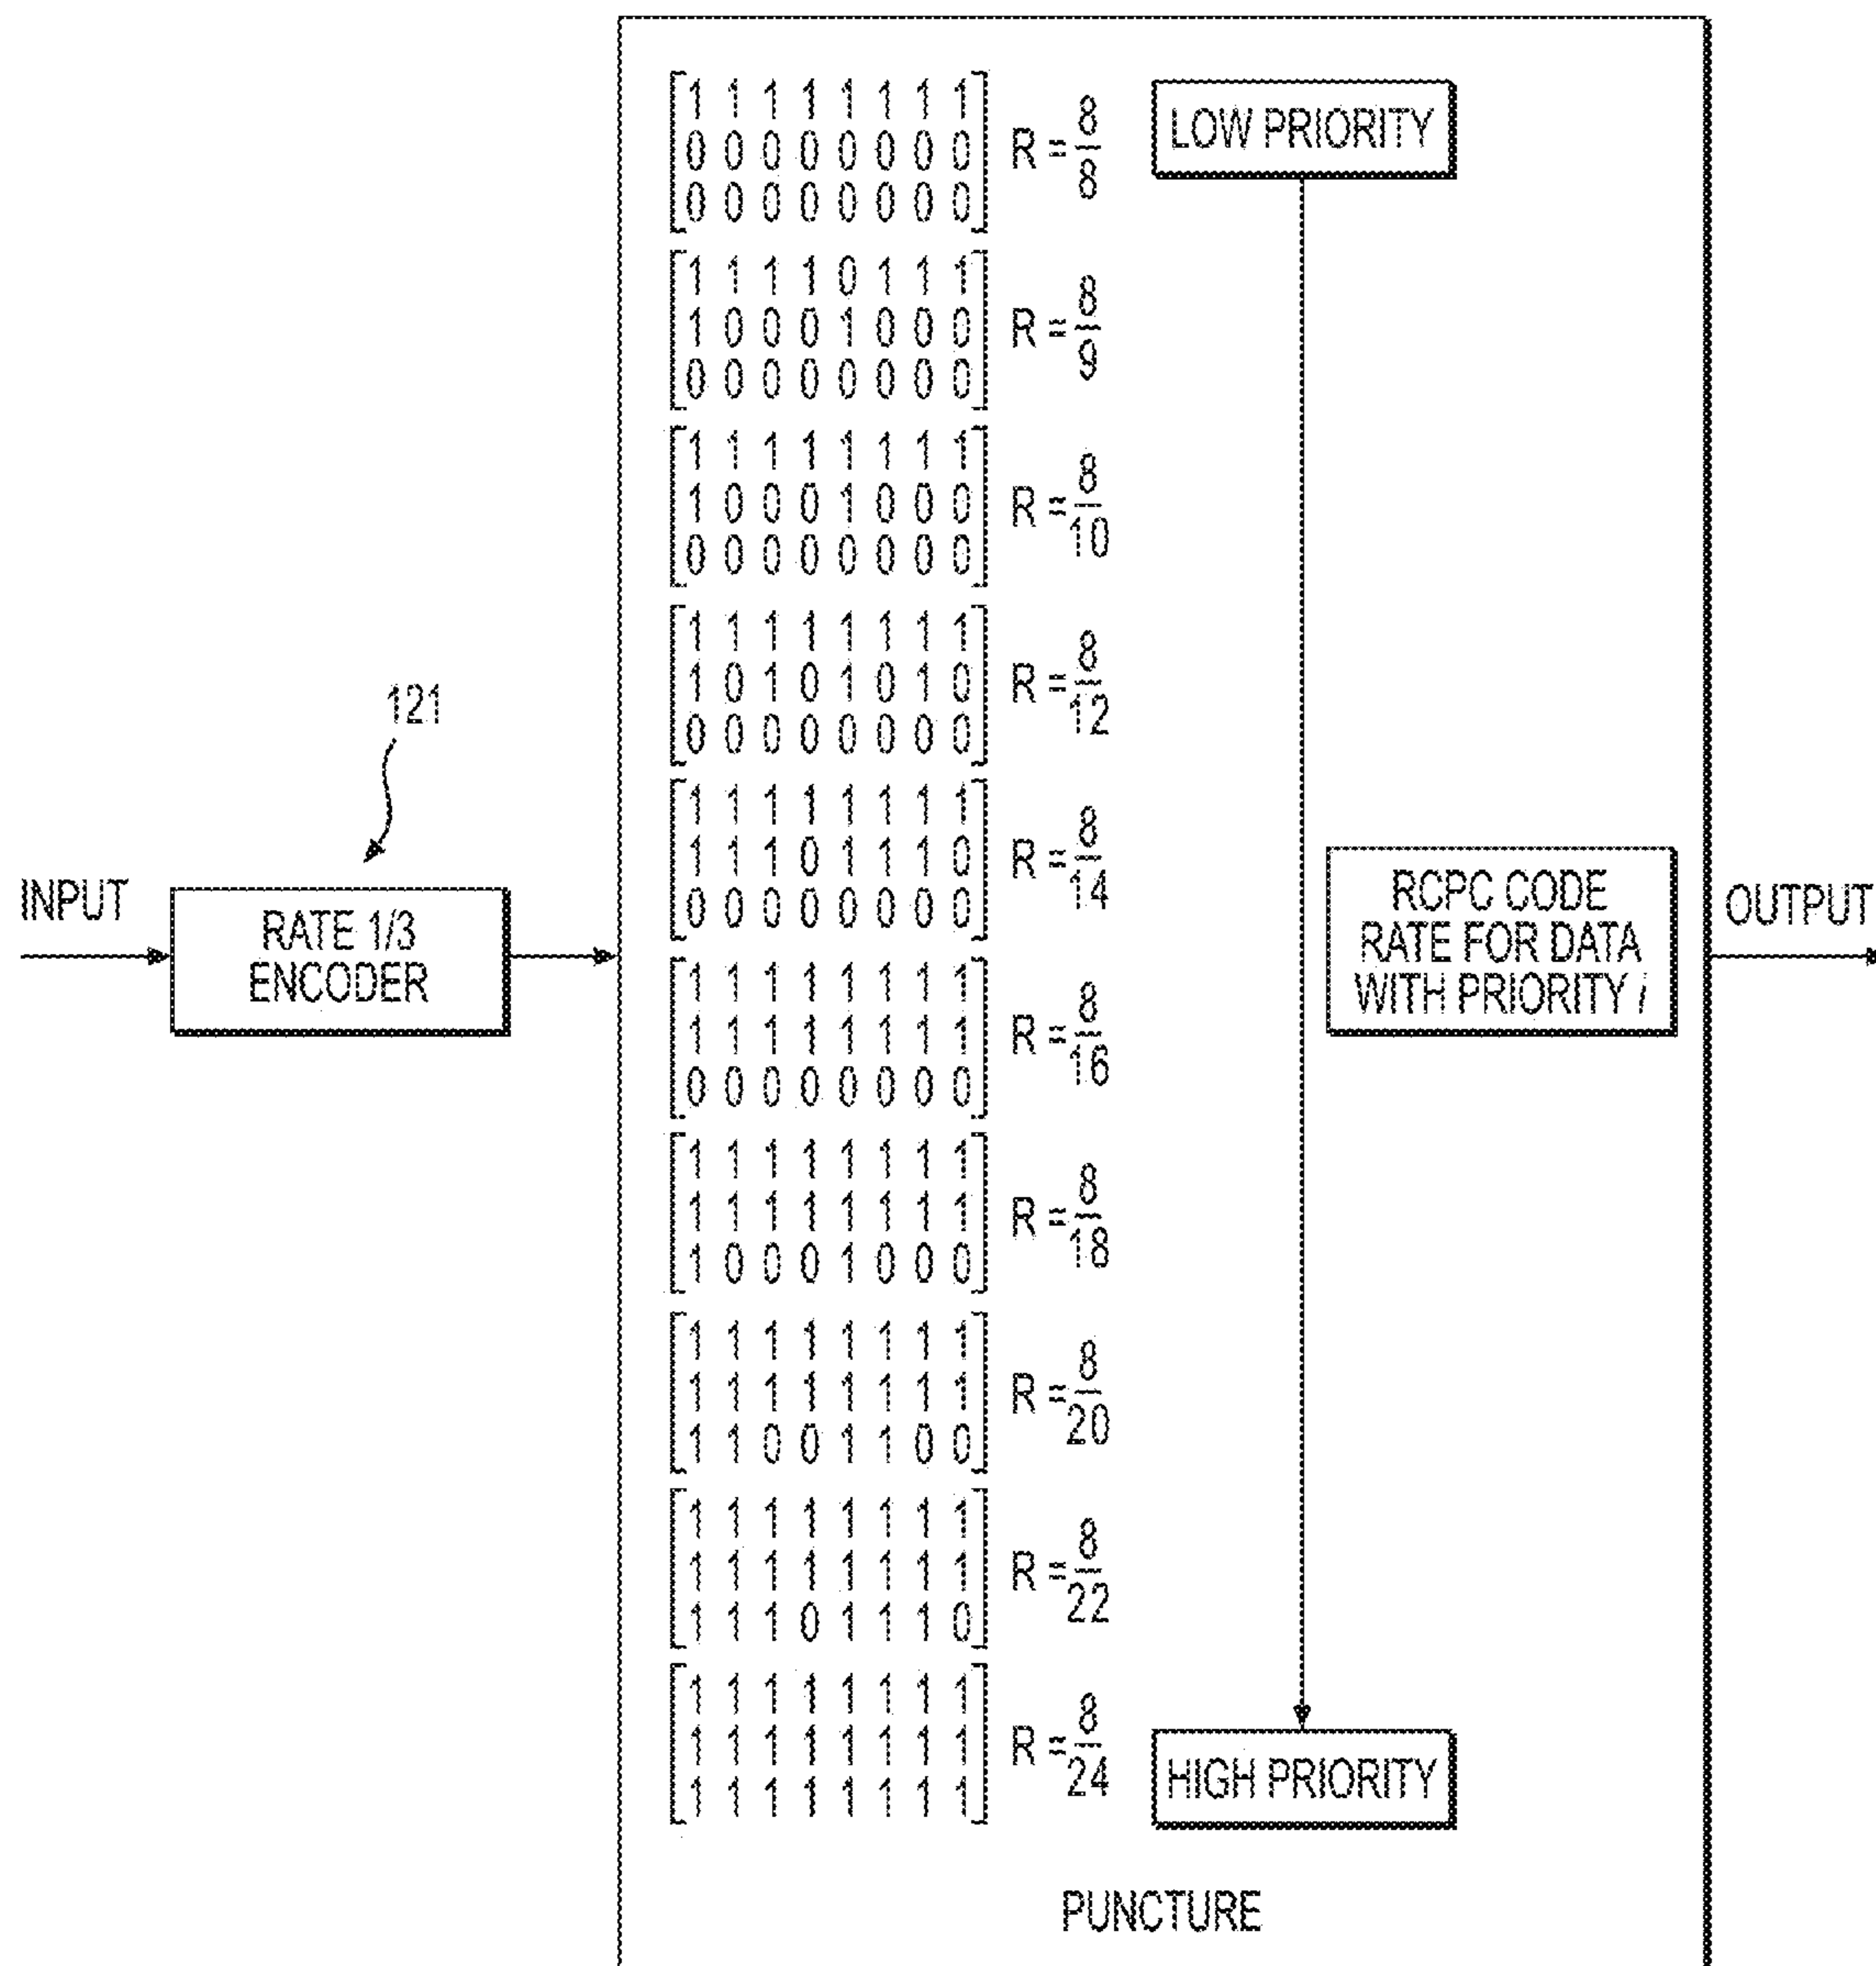 1 1 1 1 1 1 1 1
0 0 0 0 0 0 0 0
0 0 0 0 0 0 0 0
R = 8/8
LOW PRIORITY
1 1 1 1 0 1 1 1
1 0 0 0 1 0 0 0
0 0 0 0 0 0 0 0
R = 8/9
1 1 1 1 1 1 1 1
1 0 0 0 1 0 0 0
0 0 0 0 0 0 0 0
R = 8/10
1 1 1 1 1 1 1 1
1 0 1 0 1 0 1 0
0 0 0 0 0 0 0 0
R = 8/12
121
1 1 1 1 1 1 1 1
1 1 1 0 1 1 1 0
0 0 0 0 0 0 0 0
R = 8/14
INPUT
RATE 1/3
ENCODER
RCPC CODE
RATE FOR DATA
WITH PRIORITY i
OUTPUT
1 1 1 1 1 1 1 1
1 1 1 1 1 1 1 1
0 0 0 0 0 0 0 0
R = 8/16
1 1 1 1 1 1 1 1
1 1 1 1 1 1 1 1
1 0 0 0 1 0 0 0
R = 8/18
1 1 1 1 1 1 1 1
1 1 1 1 1 1 1 1
1 1 0 0 1 1 0 0
R = 8/20
1 1 1 1 1 1 1 1
1 1 1 1 1 1 1 1
1 1 1 0 1 1 1 0
R = 8/22
1 1 1 1 1 1 1 1
1 1 1 1 1 1 1 1
1 1 1 1 1 1 1 1
R = 8/24
HIGH PRIORITY
PUNCTURE